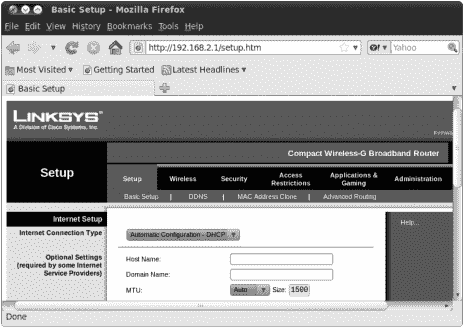 Basic Setup - Mozilla Firefox
File Edit View History Bookmarks Tools Help
http://192.168.2.1/setup.htm
Yahoo
Most Visited
Getting Started
Latest Headlines
Basic Setup
LINKSYS®
A Division of Cisco Systems, Inc.
Compact Wireless-G Broadband Router
Setup
Setup Wireless Security Access Restrictions Applications & Gaming Administration
Basic Setup | DDNS | MAC Address Clone | Advanced Routing
Internet Setup
Internet Connection Type
Automatic Configuration - DHCP
Help...
Optional Settings
(required by some Internet
Service Providers)
Host Name:
Domain Name:
MTU: Auto Size: 1500
Done